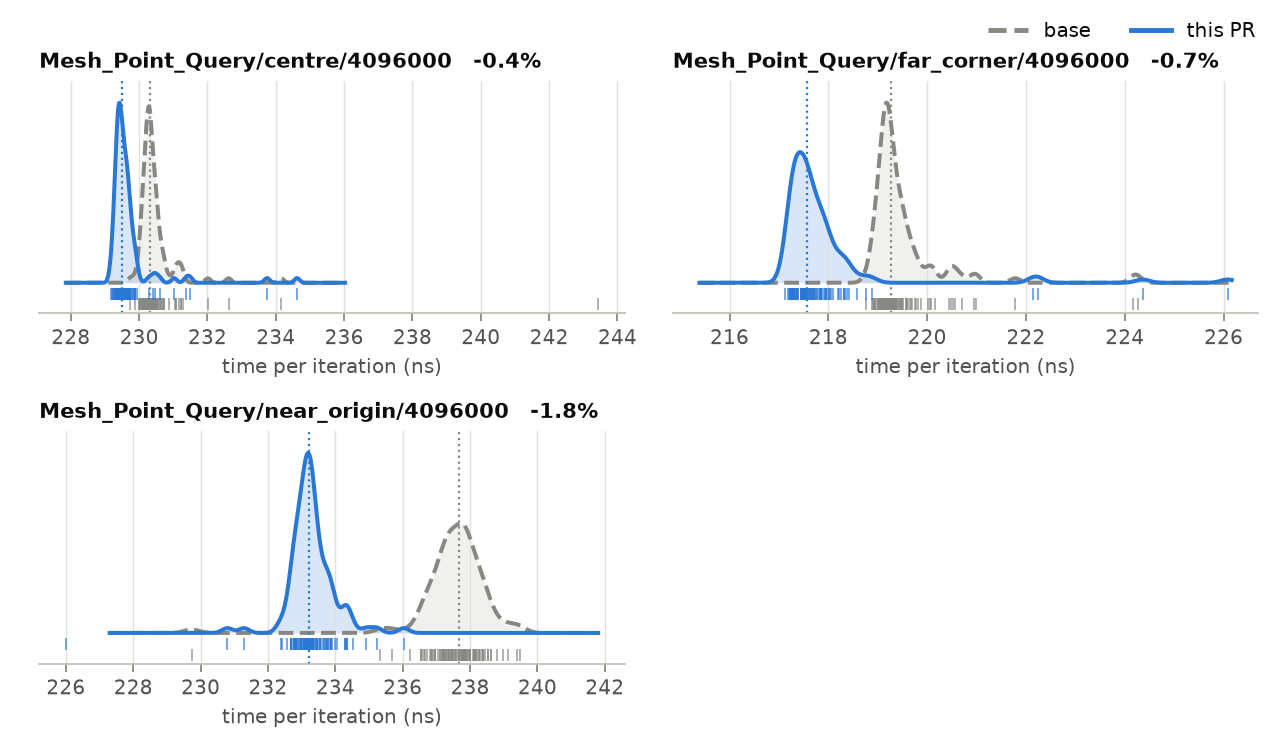 base this PR
Mesh_Point_Query/centre/4096000 -0.4%
228 230 232 234 236 238 240 242 244
time per iteration (ns)
Mesh_Point_Query/far_corner/4096000 -0.7%
216 218 220 222 224 226
time per iteration (ns)
Mesh_Point_Query/near_origin/4096000 -1.8%
226 228 230 232 234 236 238 240 242
time per iteration (ns)